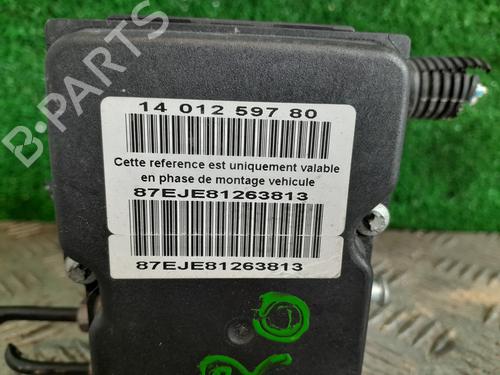 B-PARTS
14 012 597 80
Cette reference est uniquement valable
en phase de montage vehicule
87EJE81263813
87EJE81263813